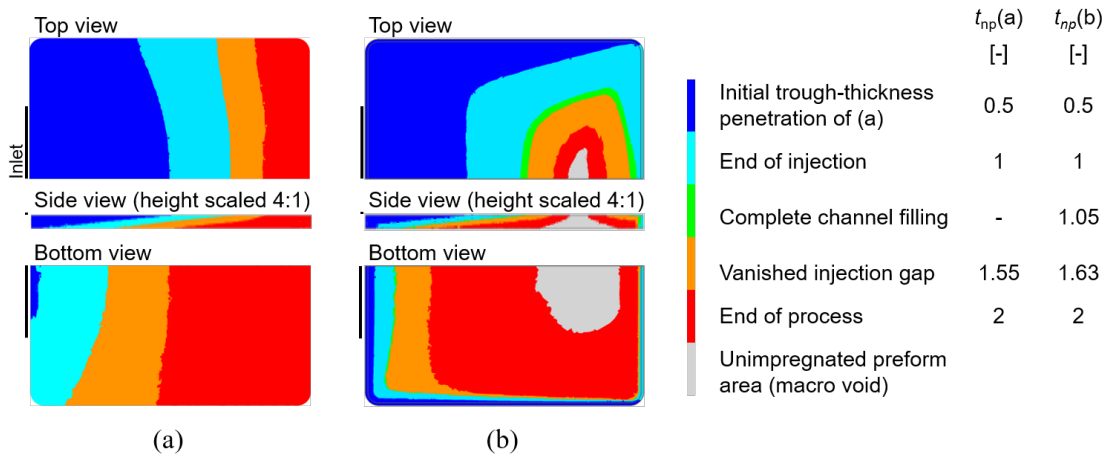 Top view
Inlet
Side view (height scaled 4:1)
Bottom view
(a)
Top view
Side view (height scaled 4:1)
Bottom view
(b)
tnp(a) tnp(b)
[-] [-]
Initial trough-thickness
penetration of (a) 0.5 0.5
End of injection 1 1
Complete channel filling - 1.05
Vanished injection gap 1.55 1.63
End of process 2 2
Unimpregnated preform
area (macro void)